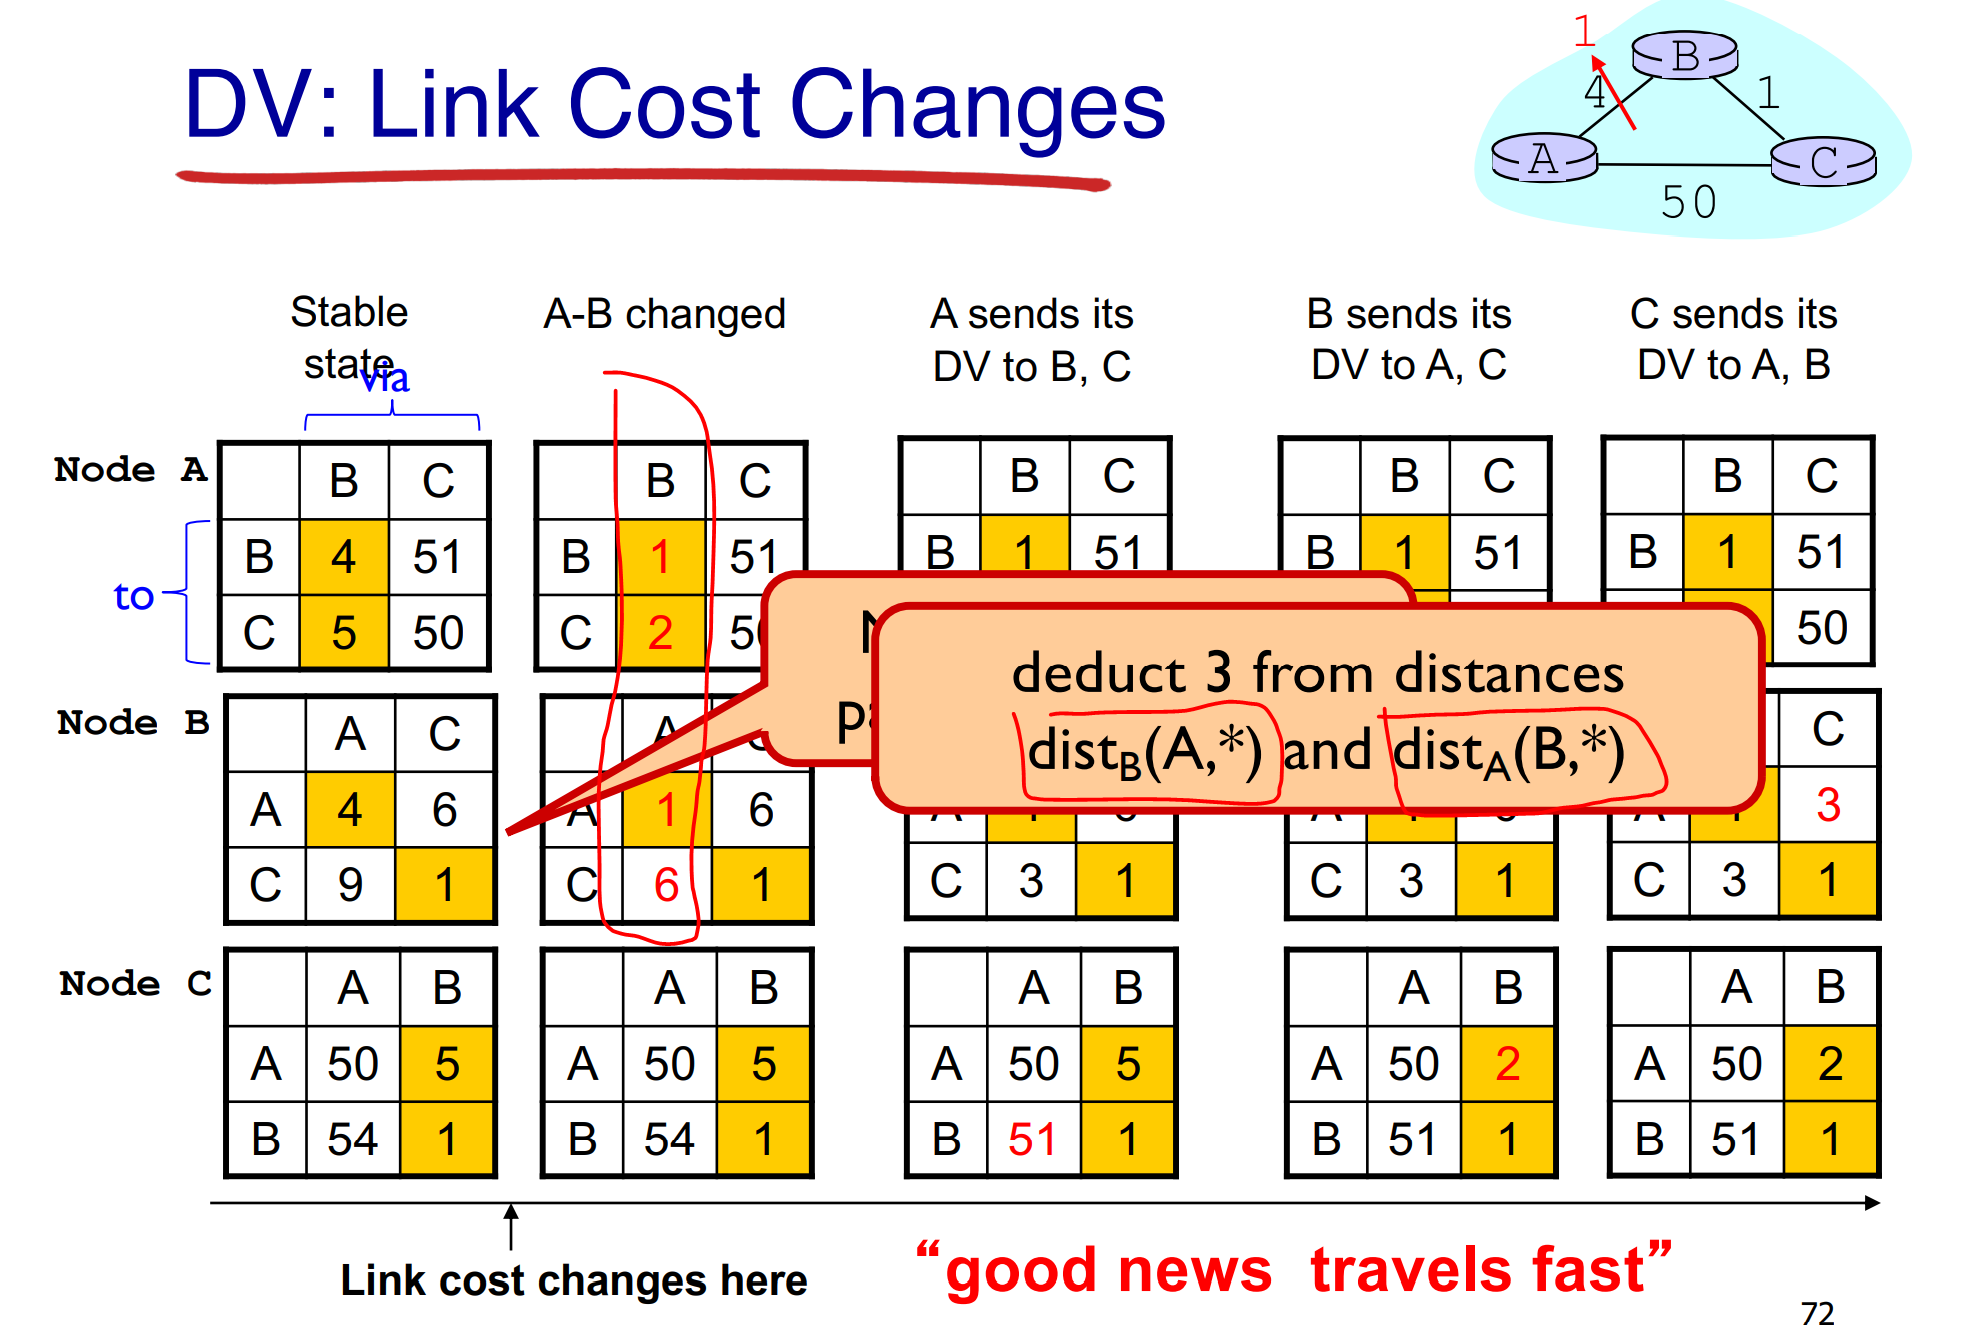 DV: Link Cost Changes
1
B
4
1
A
C
50
Stable
state
A-B changed
A sends its
DV to B, C
B sends its
DV to A, C
C sends its
DV to A, B
via
Node A
to
B C
B 4 51
C 5 50
B C
B 1 51
C 2
B C
B 1 51
B C
B 1 51
B C
B 1 51
50
deduct 3 from distances
dist_B(A,*) and dist_A(B,*)
Node B
A C
A 4 6
C 9 1
A
A 1 6
C 6 1
C 3 1
C 3 1
C
3
C 3 1
Node C
A B
A 50 5
B 54 1
A B
A 50 5
B 54 1
A B
A 50 5
B 51 1
A B
A 50 2
B 51 1
A B
A 50 2
B 51 1
Link cost changes here
“good news travels fast”
72